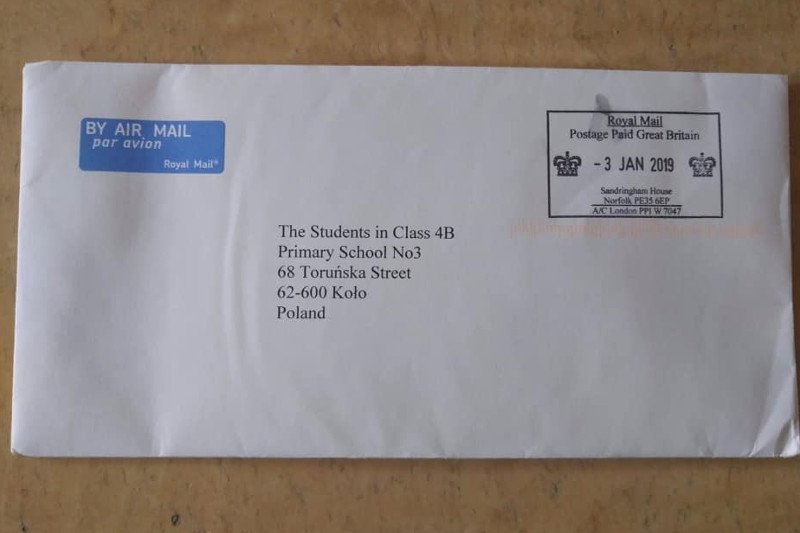 BY AIR MAIL
par avion
Royal Mail®
Royal Mail
Postage Paid Great Britain
- 3 JAN 2019
Sandringham House
Norfolk PE35 6EP
A/C London PPI W 7047
The Students in Class 4B
Primary School No3
68 Toruńska Street
62-600 Koło
Poland